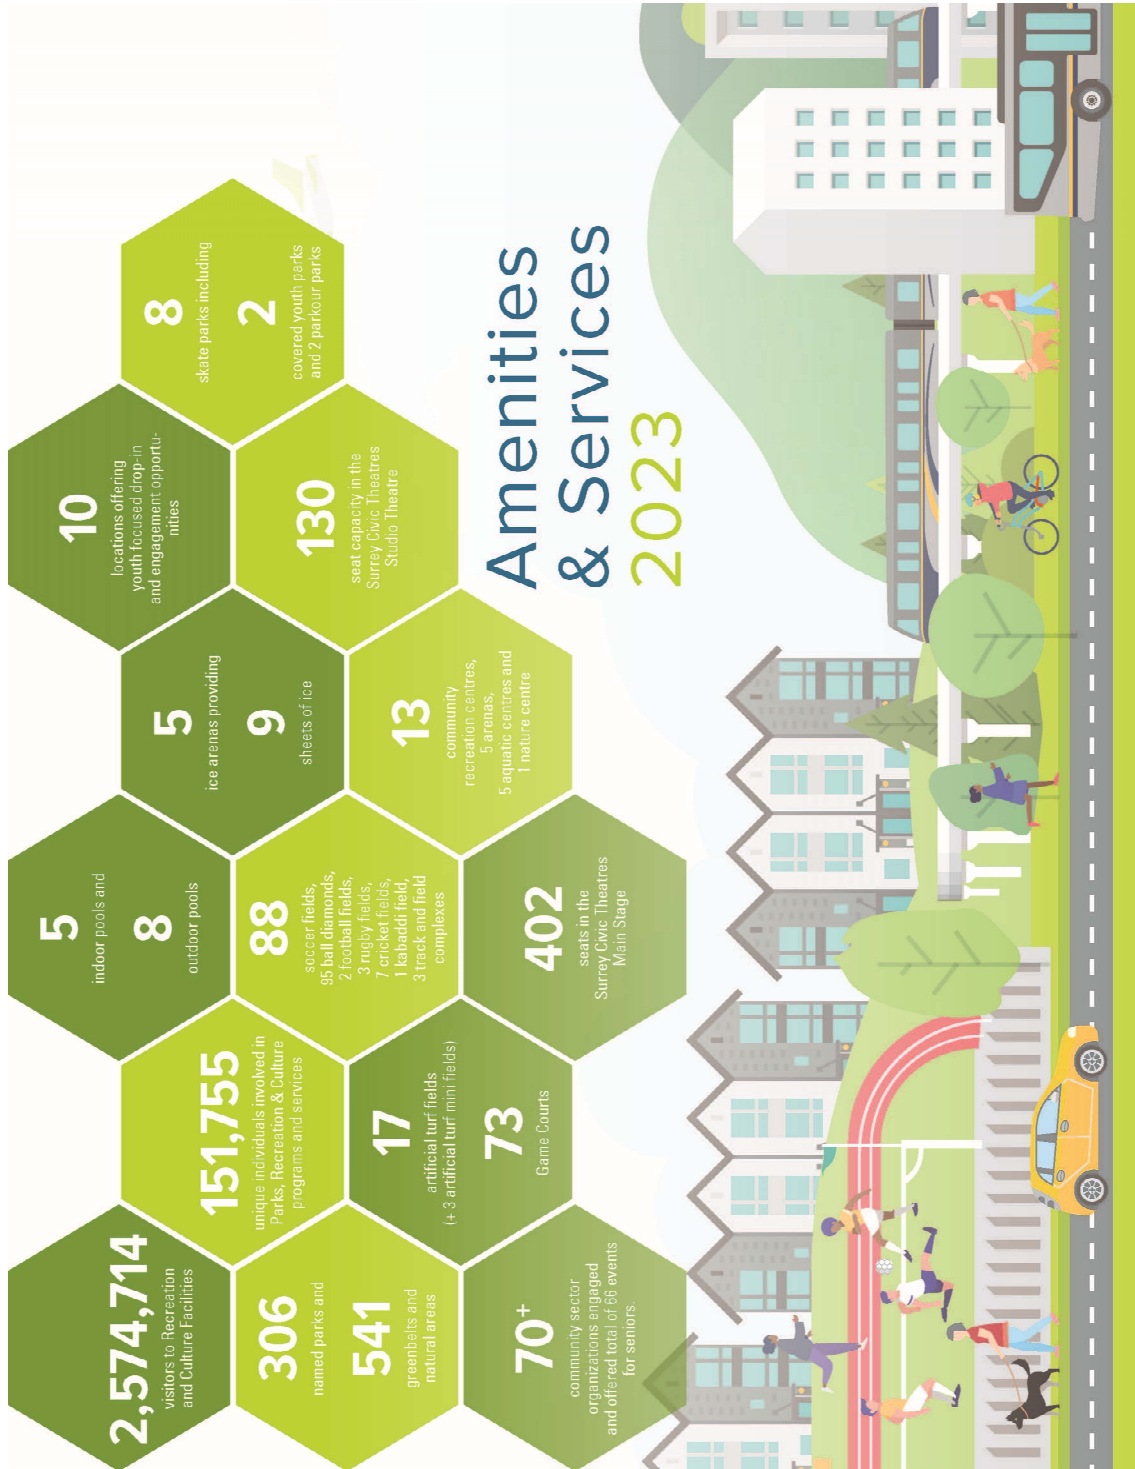 2,574,714
visitors to Recreation
and Culture Facilities
306
named parks and
541
greenbelts and
natural areas
70+
community sector
organizations engaged
and offered total of 66 events
for seniors.
151,755
unique individuals involved in
Parks, Recreation & Culture
programs and services
17
artificial turf fields
(+ 3 artificial turf mini fields)
73
Game Courts
5
indoor pools and
8
outdoor pools
88
soccer fields,
95 ball diamonds,
2 football fields,
3 rugby fields,
7 cricket fields,
1 kabaddi field,
3 track and field
complexes
402
seats in the
Surrey Civic Theatres
Main Stage
5
ice arenas providing
9
sheets of ice
13
community
recreation centres,
5 arenas,
5 aquatic centres and
1 nature centre
10
locations offering
youth focused drop-in
and engagement opportu-
nities
130
seat capacity in the
Surrey Civic Theatres
Studio Theatre
8
skate parks including
2
covered youth parks
and 2 parkour parks
Amenities
& Services
2023